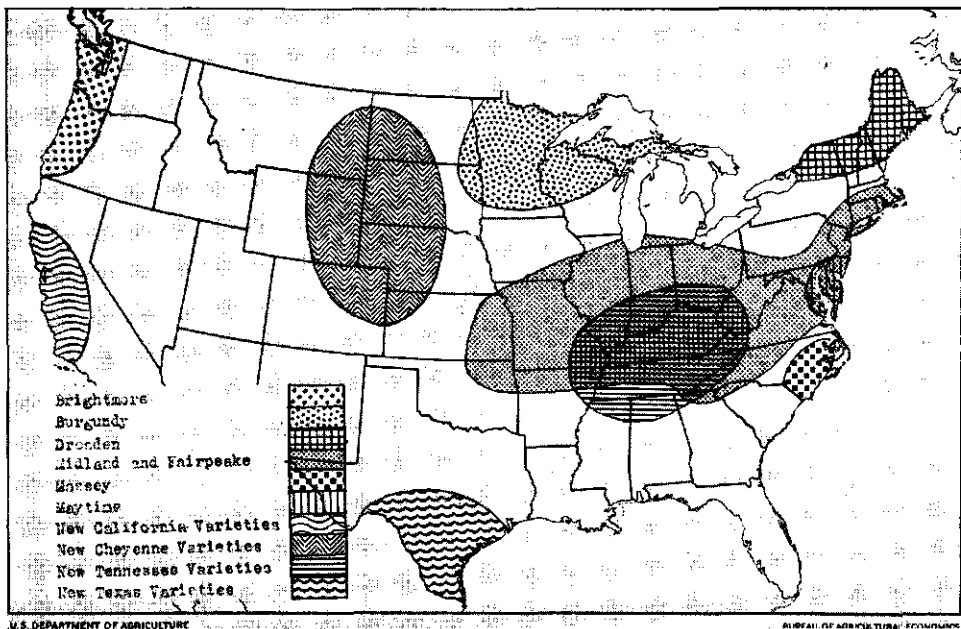 Brightmore
Burgundy
Dresden
Midland and Fairpeake
Massey
Maytime
New California Varieties
New Cheyenne Varieties
New Tennessee Varieties
New Texas Varieties
U.S. DEPARTMENT OF AGRICULTURE
BUREAU OF AGRICULTURAL ECONOMICS